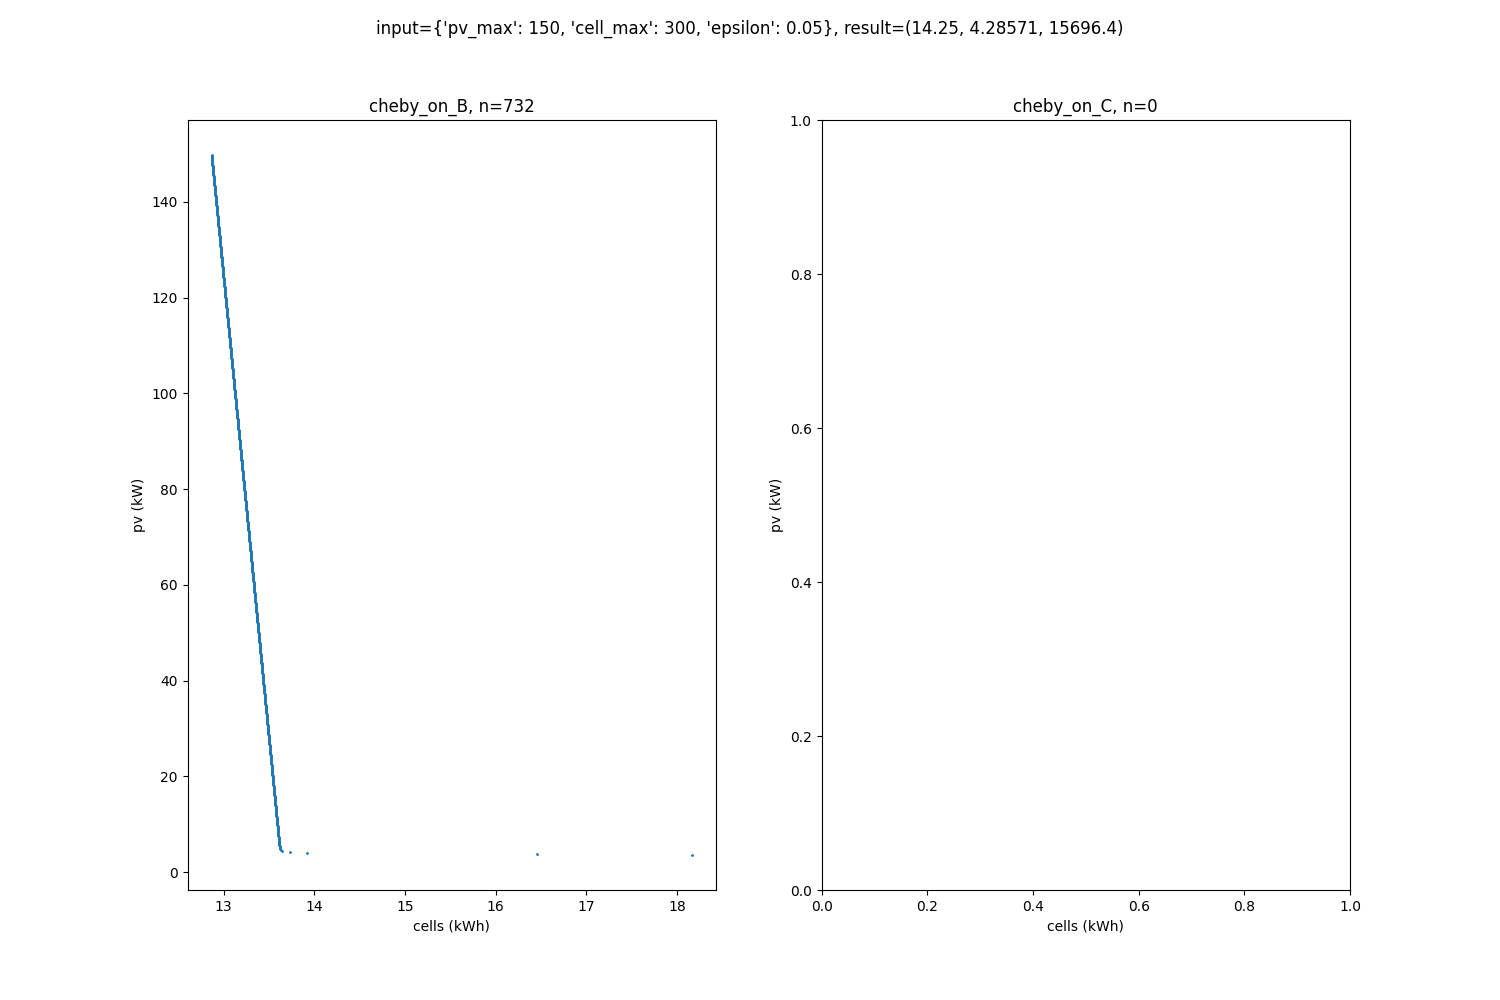 input={'pv_max': 150, 'cell_max': 300, 'epsilon': 0.05}, result=(14.25, 4.28571, 15696.4)
cheby_on_B, n=732
140
120
100
80
60
40
20
0
pv (kW)
13 14 15 16 17 18
cells (kWh)
cheby_on_C, n=0
1.0
0.8
0.6
0.4
0.2
0.0
pv (kW)
0.0 0.2 0.4 0.6 0.8 1.0
cells (kWh)